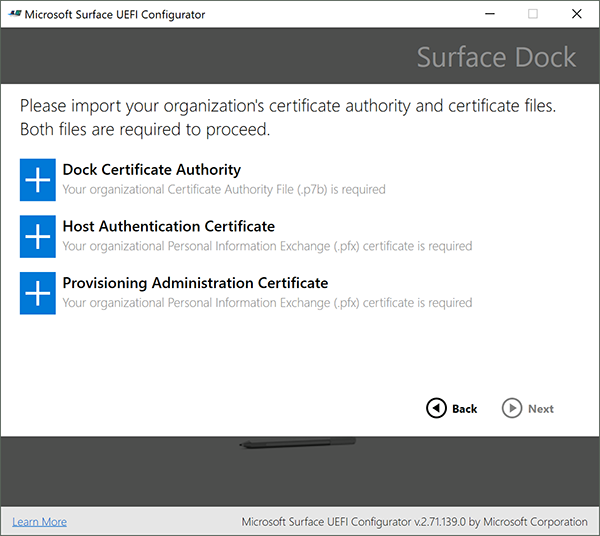 Microsoft Surface UEFI Configurator
Surface Dock
Please import your organization's certificate authority and certificate files.
Both files are required to proceed.
Dock Certificate Authority
Your organizational Certificate Authority File (.p7b) is required
Host Authentication Certificate
Your organizational Personal Information Exchange (.pfx) certificate is required
Provisioning Administration Certificate
Your organizational Personal Information Exchange (.pfx) certificate is required
Back Next
Learn More Microsoft Surface UEFI Configurator v.2.71.139.0 by Microsoft Corporation